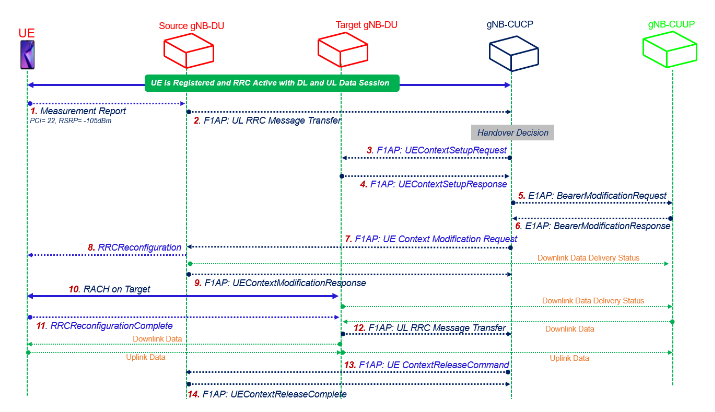 UE
Source gNB-DU
Target gNB-DU
gNB-CUCP
gNB-CUUP
UE is Registered and RRC Active with DL and UL Data Session
1. Measurement Report
PCI= 22, RSRP= -105dBm
2. F1AP: UL RRC Message Transfer
Handover Decision
3. F1AP: UEContextSetupRequest
4. F1AP: UEContextSetupResponse
5. E1AP: BearerModificationRequest
6. E1AP: BearerModificationResponse
7. F1AP: UE Context Modification Request
8. RRCReconfiguration
Downlink Data Delivery Status
9. F1AP: UEContextModificationResponse
10. RACH on Target
Downlink Data Delivery Status
11. RRCReconfigurationComplete
12. F1AP: UL RRC Message Transfer
Downlink Data
Downlink Data
Uplink Data
Uplink Data
13. F1AP: UE ContextReleaseCommand
14. F1AP: UEContextReleaseComplete